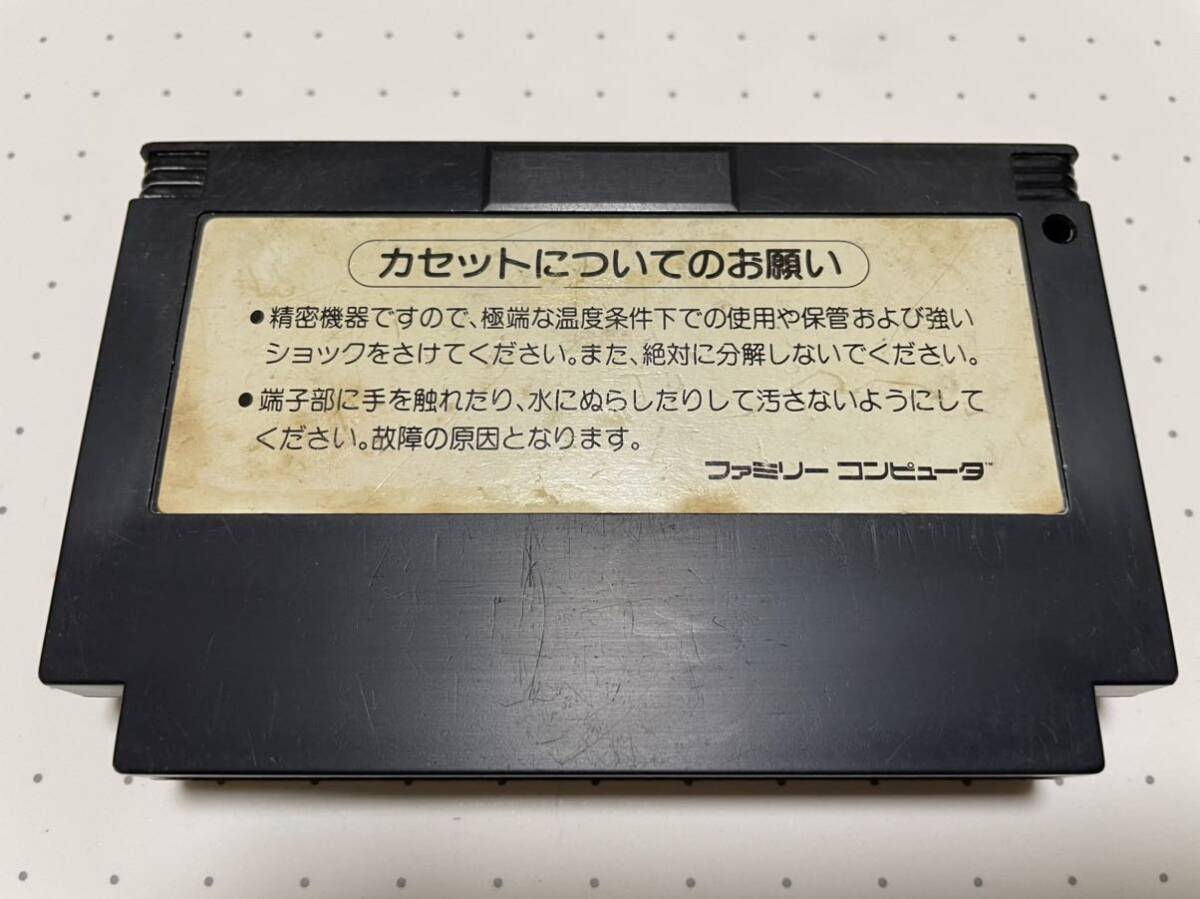 カセットについてのお願い
●精密機器ですので、極端な温度条件下での使用や保管および強い
ショックをさけてください。また、絶対に分解しないでください。
●端子部に手を触れたり、水にぬらしたりして汚さないようにして
ください。故障の原因となります。
ファミリー コンピュータ™